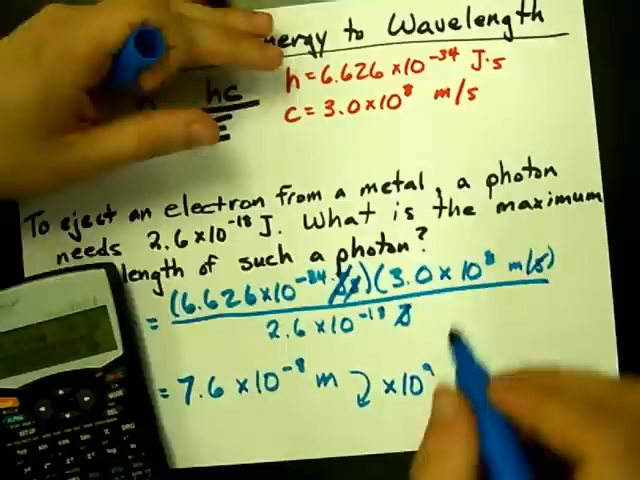 nergy to Wavelength
h = 6.626 × 10⁻³⁴ J·s
c = 3.0 × 10⁸ m/s
hc
E
To eject an electron from a metal, a photon
needs 2.6 × 10⁻¹⁸ J. What is the maximum
length of such a photon?
= (6.626 × 10⁻³⁴ J·s)(3.0 × 10⁸ m/s)
2.6 × 10⁻¹⁸ J
= 7.6 × 10⁻⁸ m × 10⁹